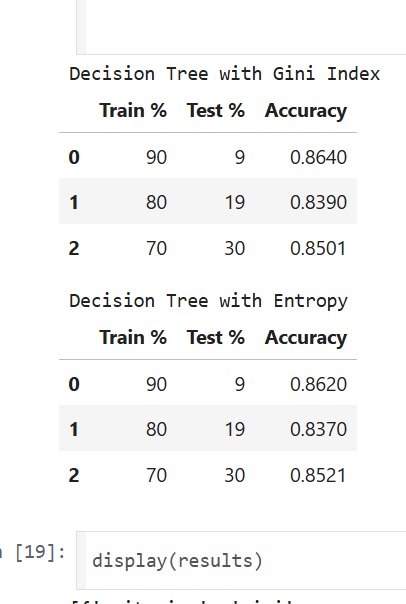 Decision Tree with Gini Index
Train % Test % Accuracy
0 90 9 0.8640
1 80 19 0.8390
2 70 30 0.8501
Decision Tree with Entropy
Train % Test % Accuracy
0 90 9 0.8620
1 80 19 0.8370
2 70 30 0.8521
[19]: display(results)